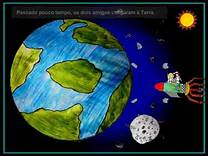 Passado pouco tempo, os dois amigos chegaram à Terra.